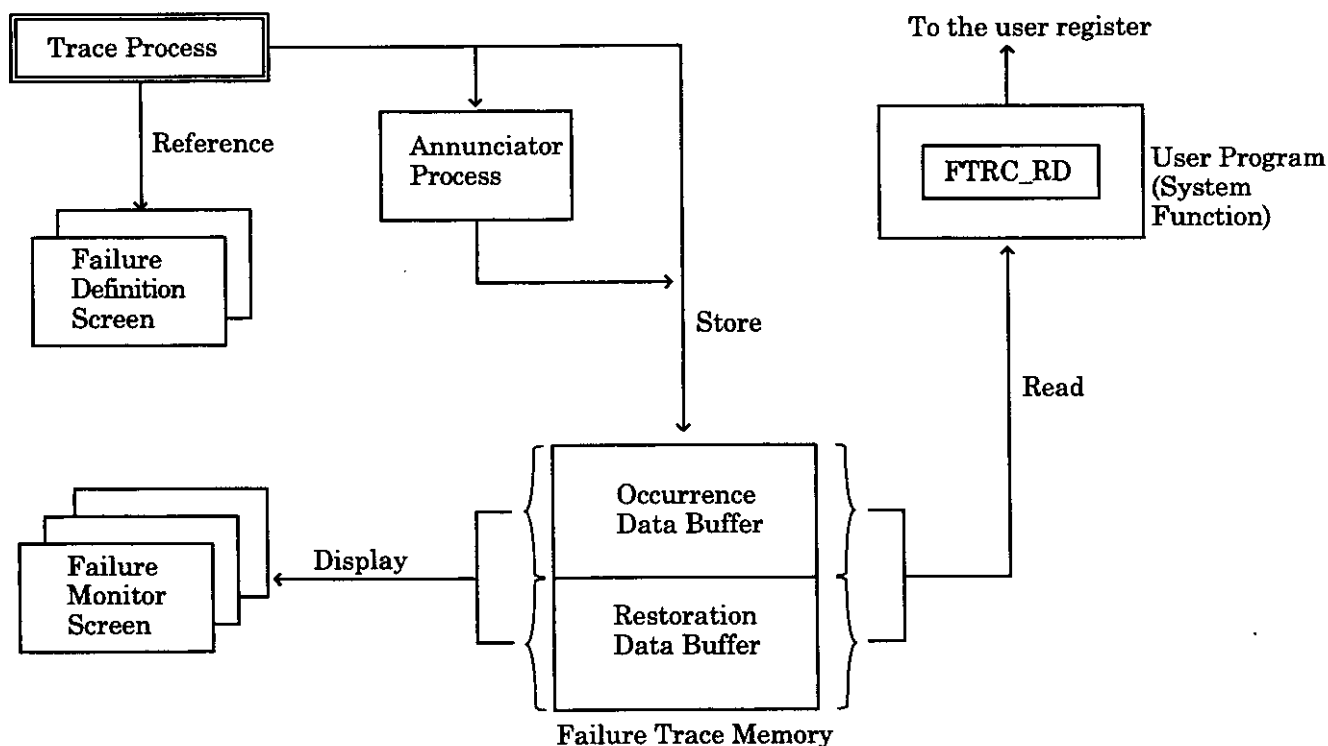 Trace Process
To the user register
Reference
Annunciator
Process
FTRC_RD
User Program
(System
Function)
Failure
Definition
Screen
Store
Read
Occurrence
Data Buffer
Display
Failure
Monitor
Screen
Restoration
Data Buffer
Failure Trace Memory